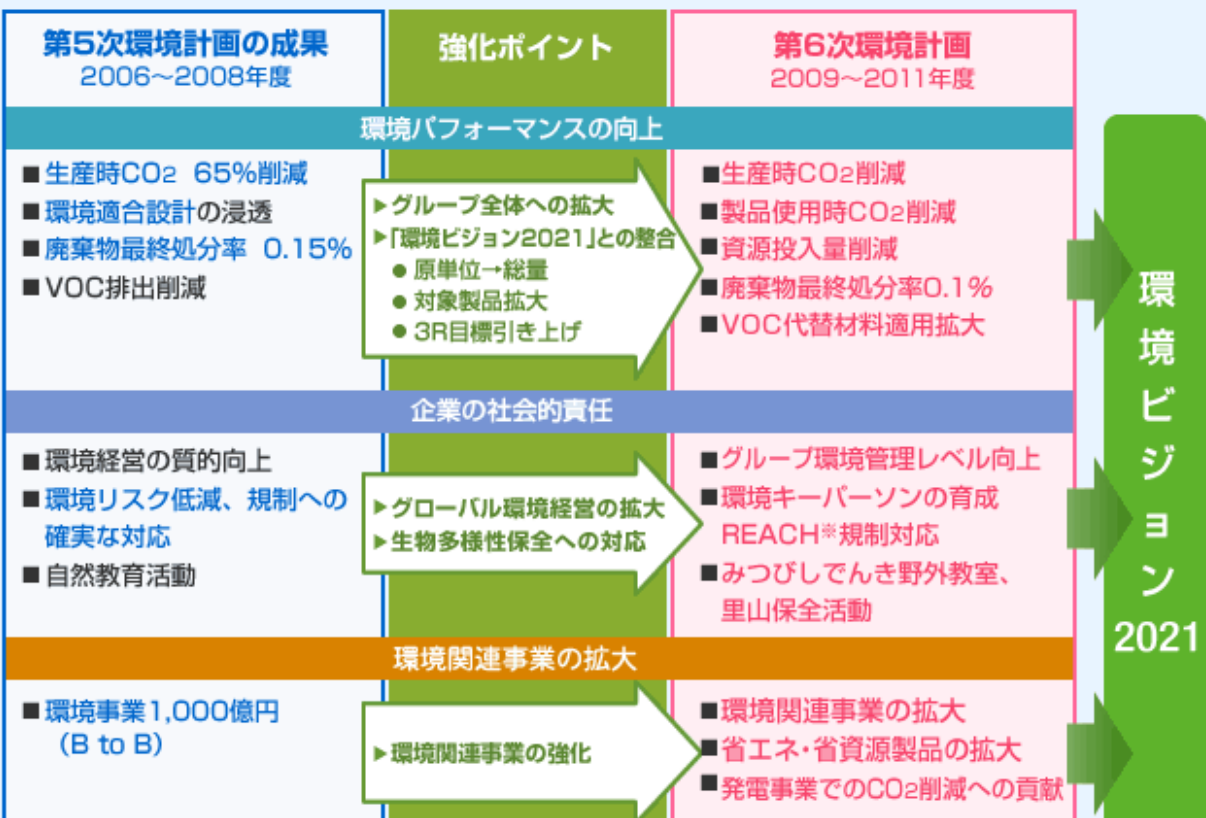 第5次環境計画の成果
2006〜2008年度
強化ポイント
第6次環境計画
2009〜2011年度
環境パフォーマンスの向上
■生産時CO2 65%削減
■環境適合設計の浸透
■廃棄物最終処分率 0.15%
■VOC排出削減
▶グループ全体への拡大
▶「環境ビジョン2021」との整合
●原単位→総量
●対象製品拡大
●3R目標引き上げ
■生産時CO2削減
■製品使用時CO2削減
■資源投入量削減
■廃棄物最終処分率0.1%
■VOC代替材料適用拡大
企業の社会的責任
■環境経営の質的向上
■環境リスク低減、規制への
確実な対応
■自然教育活動
▶グローバル環境経営の拡大
▶生物多様性保全への対応
■グループ環境管理レベル向上
■環境キーパーソンの育成
REACH※規制対応
■みつびしでんき野外教室、
里山保全活動
環境関連事業の拡大
■環境事業1,000億円
（B to B）
▶環境関連事業の強化
■環境関連事業の拡大
■省エネ・省資源製品の拡大
■発電事業でのCO2削減への貢献
環境ビジョン
2021